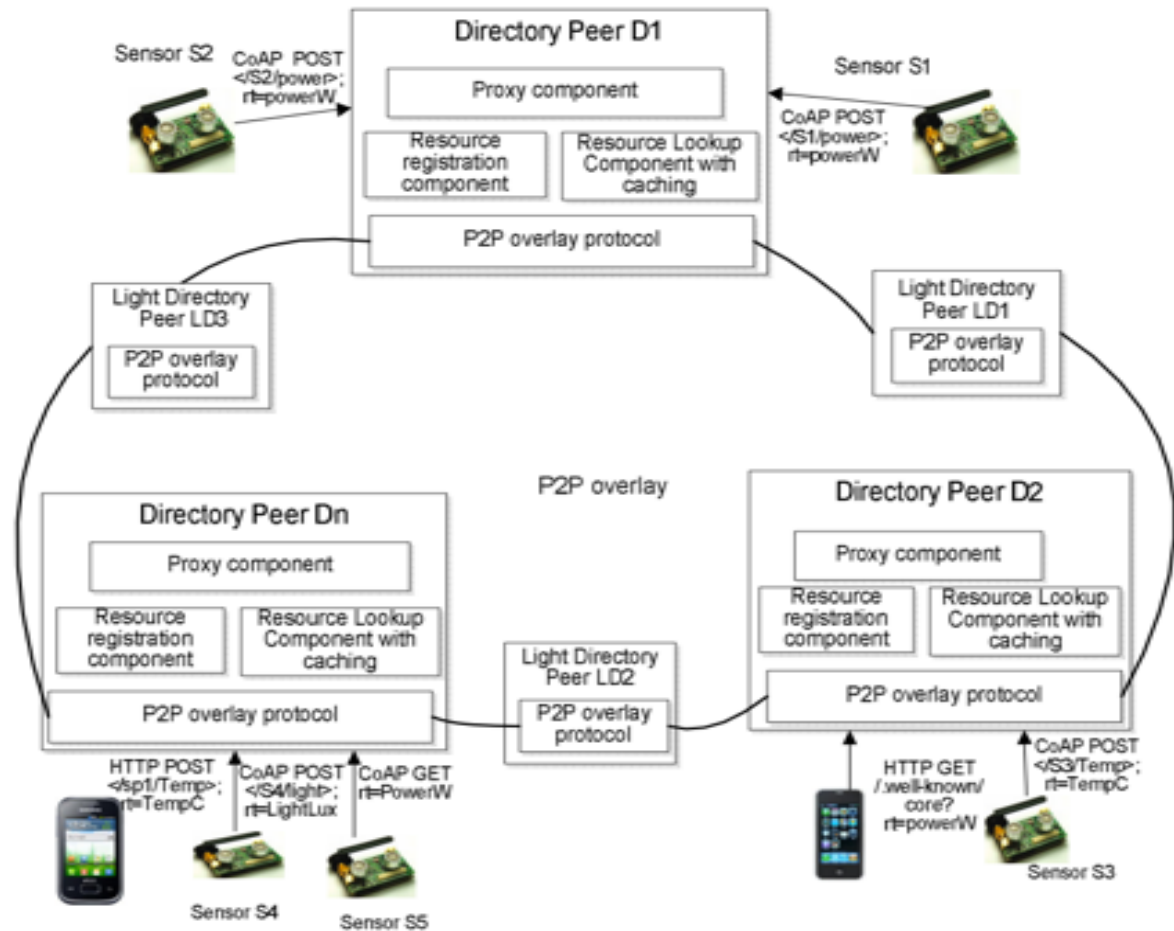 Directory Peer D1
Sensor S2
CoAP POST
</S2/power>;
rt=powerW
Proxy component
Resource
registration
component
Resource Lookup
Component with
caching
P2P overlay protocol
Sensor S1
CoAP POST
</S1/power>;
rt=powerW
Light Directory
Peer LD3
P2P overlay
protocol
Light Directory
Peer LD1
P2P overlay
protocol
P2P overlay
Directory Peer Dn
Proxy component
Resource
registration
component
Resource Lookup
Component with
caching
P2P overlay protocol
Light Directory
Peer LD2
P2P overlay
protocol
Directory Peer D2
Proxy component
Resource
registration
component
Resource Lookup
Component with
caching
P2P overlay protocol
HTTP POST
</sp1/Temp>;
rt=TempC
CoAP POST
</S4/light>;
rt=LightLux
CoAP GET
rt=PowerW
Sensor S4
Sensor S5
HTTP GET
/.well-known/
core?
rt=powerW
CoAP POST
</S3/Temp>;
rt=TempC
Sensor S3